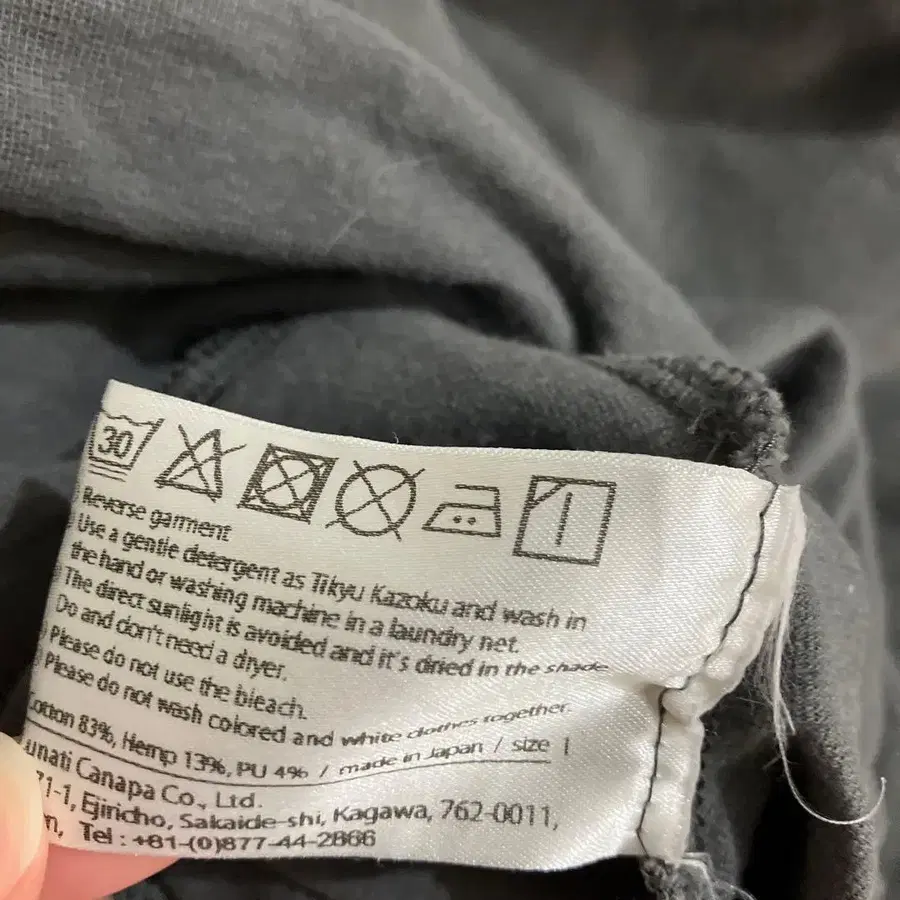 30
Reverse garment
Use a gentle detergent as Tikyu Kazoku and wash in
the hand or washing machine in a laundry net.
The direct sunlight is avoided and it's dried in the shade
Do and don't need a dryer.
Please do not use the bleach.
Please do not wash colored and white clothes together.
Cotton 83%, Hemp 13%, PU 4% / made in Japan / size 1
unati Canapa Co., Ltd.
71-1, Ejiricho, Sakaide-shi, Kagawa, 762-0011,
Tel : +81-(0)877-44-2866